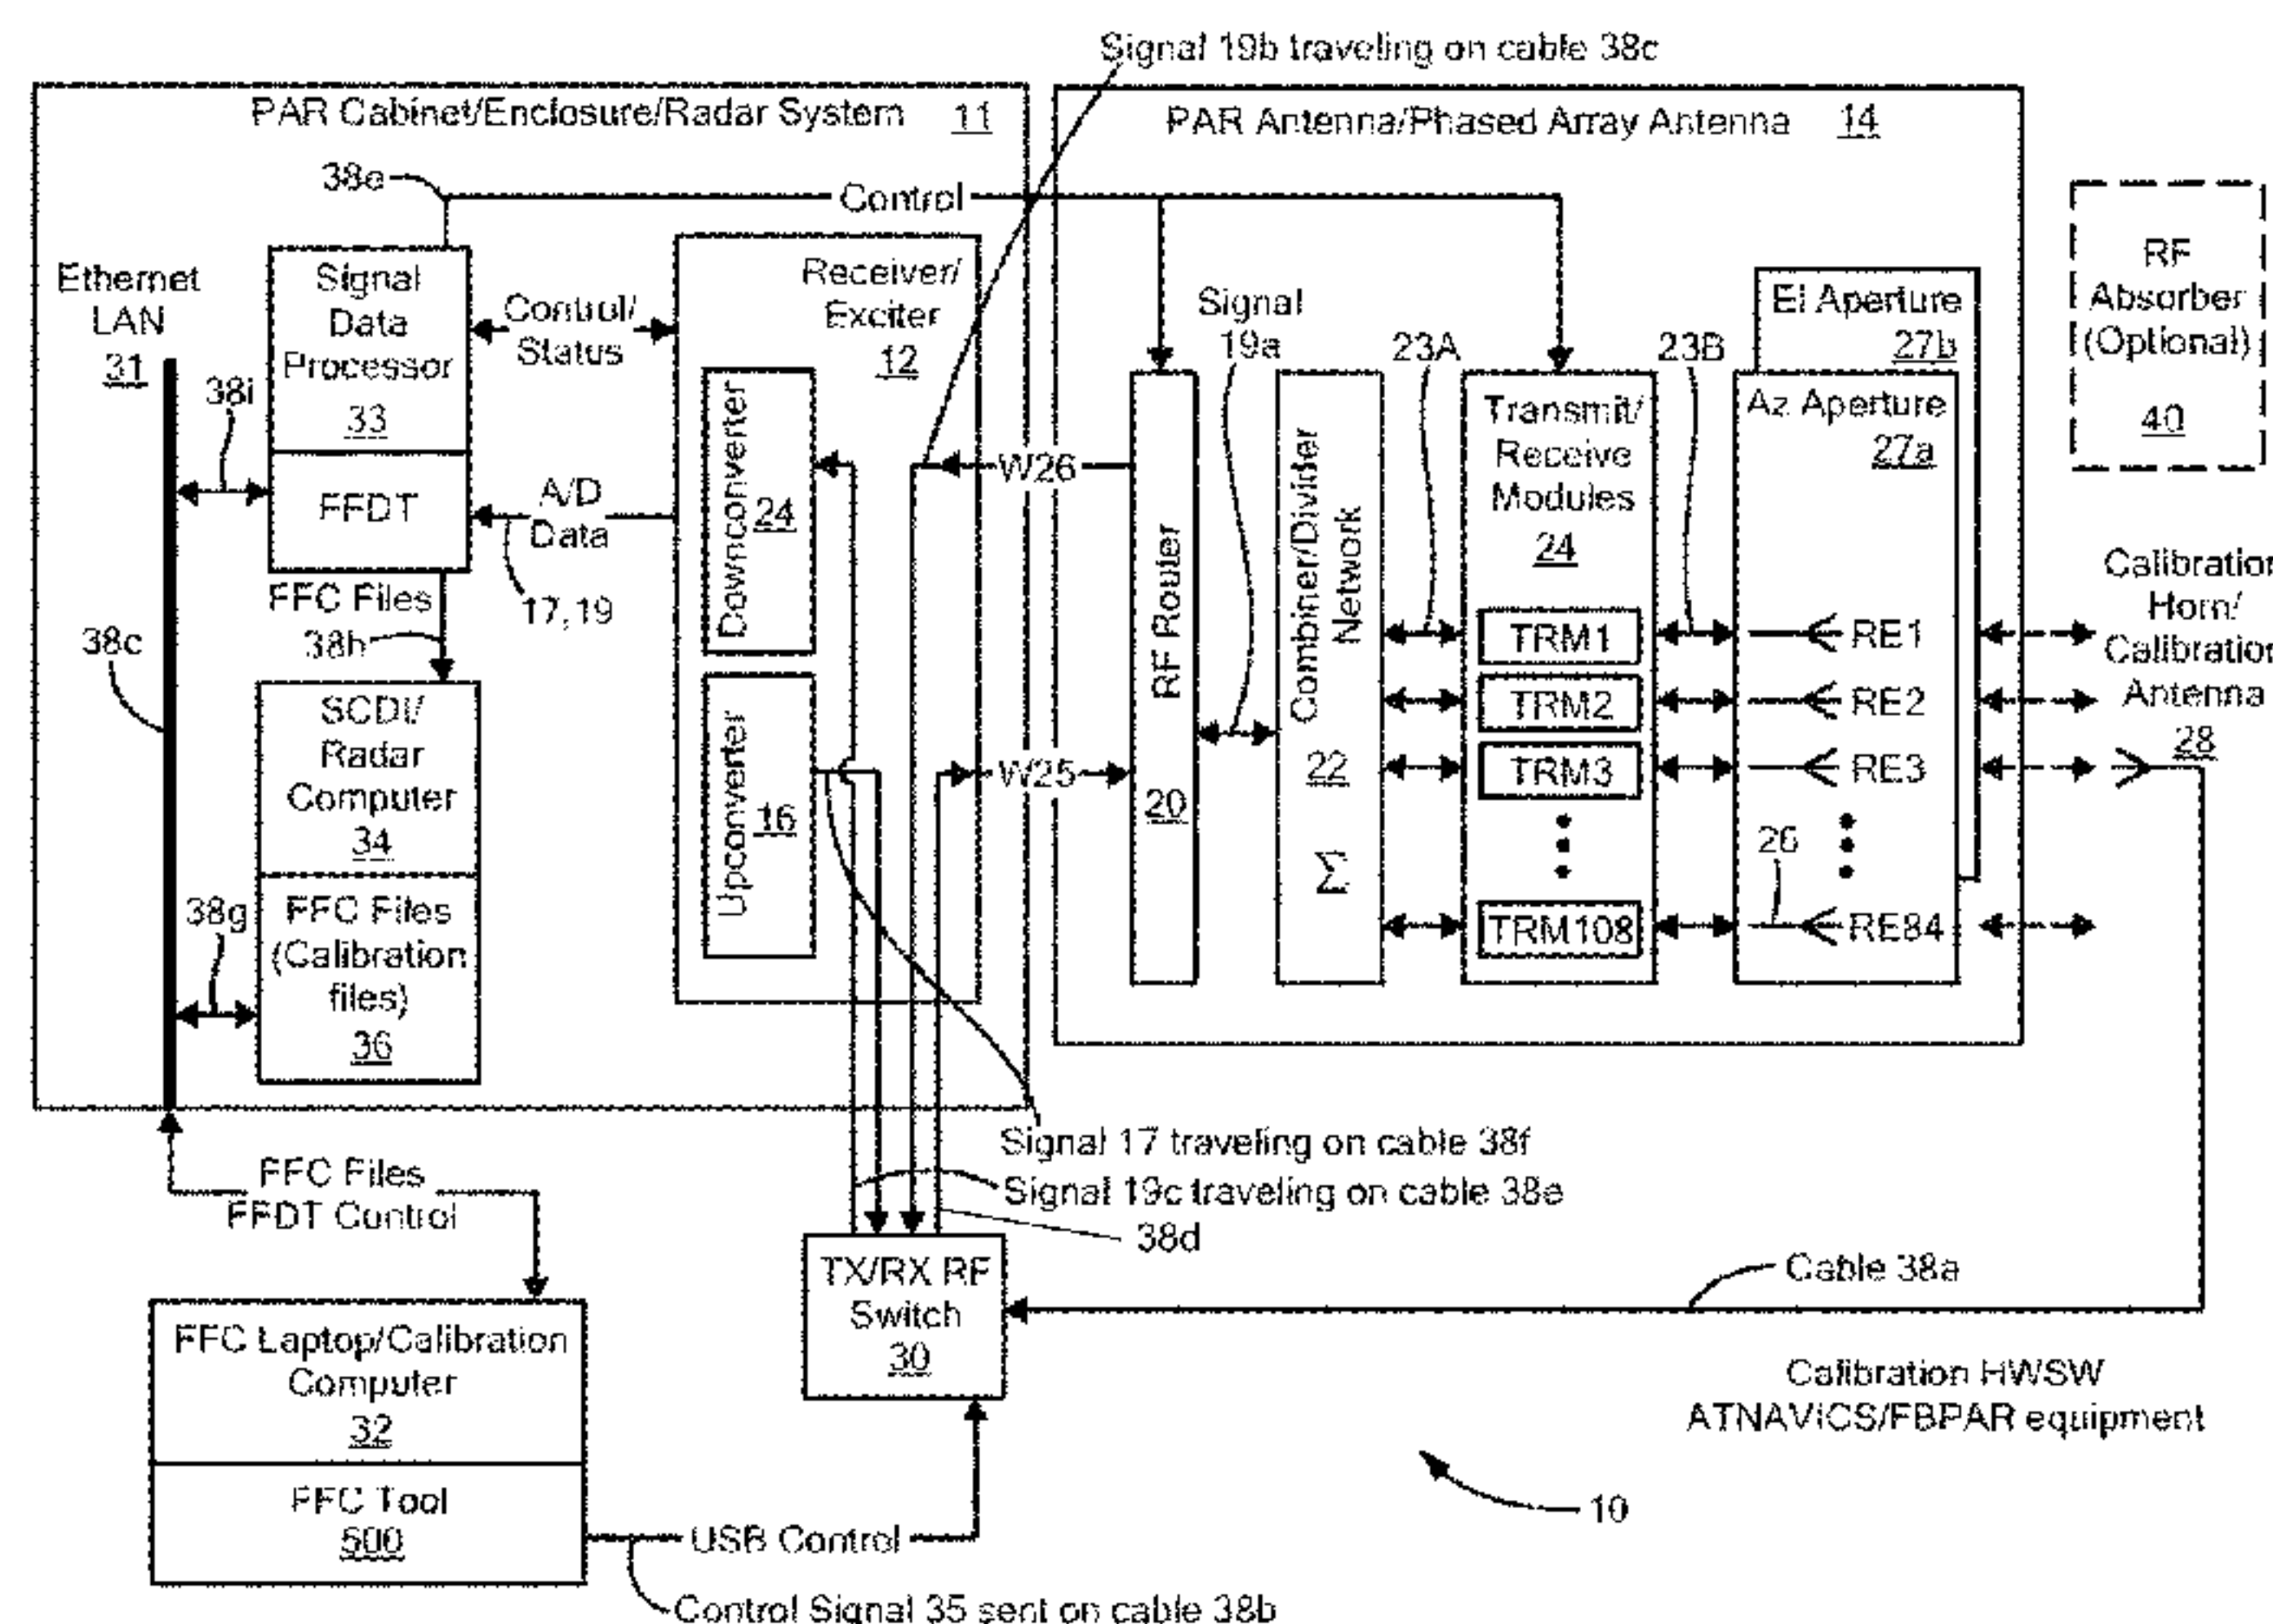 Signal 19b traveling on cable 38c
PAR Cabinet/Enclosure/Radar System 11
PAR Antenna/Phased Array Antenna 14
38e
Control
Ethernet
LAN
31
38i
Signal
Data
Processor
33
FFDT
Control/
Status
A/D
Data
17, 19
Receiver/
Exciter
12
Downconverter
24
Upconverter
16
W26
W25
FFC Files
38h
38c
SCDI/
Radar
Computer
34
FFC Files
(Calibration
files)
36
38g
RF Router
20
Signal
19a
Combiner/Divider
Network
22
Σ
23A
Transmit/
Receive
Modules
24
TRM1
TRM2
TRM3
TRM108
23B
El Aperture
27b
Az Aperture
27a
RE1
RE2
RE3
26
RE84
RF
Absorber
(Optional)
40
Calibration
Horn/
Calibration
Antenna
28
Signal 17 traveling on cable 38f
Signal 19c traveling on cable 38e
38d
FFC Files
FFDT Control
TX/RX RF
Switch
30
Cable 38a
FFC Laptop/Calibration
Computer
32
FFC Tool
500
USB Control
Control Signal 35 sent on cable 38b
Calibration HWSW
ATNAVICS/FBPAR equipment
10